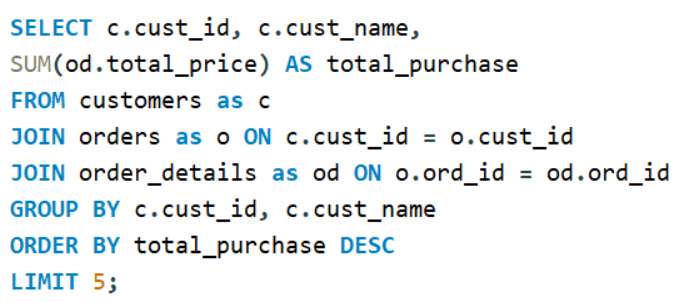 SELECT c.cust_id, c.cust_name,
SUM(od.total_price) AS total_purchase
FROM customers as c
JOIN orders as o ON c.cust_id = o.cust_id
JOIN order_details as od ON o.ord_id = od.ord_id
GROUP BY c.cust_id, c.cust_name
ORDER BY total_purchase DESC
LIMIT 5;